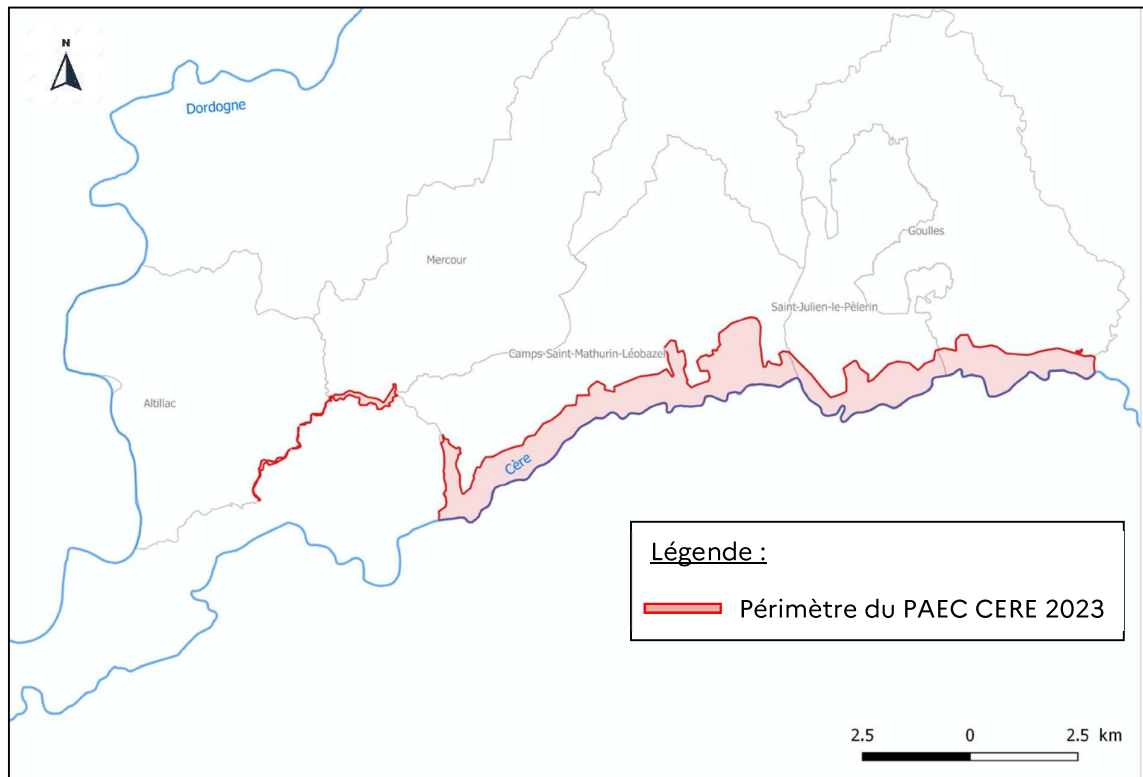 N
Dordogne
Goulles
Mercour
Saint-Julien-le-Pèlerin
Camps-Saint-Mathurin-Léobazel
Altillac
Cère
Légende :
Périmètre du PAEC CERE 2023
2.5 0 2.5 km